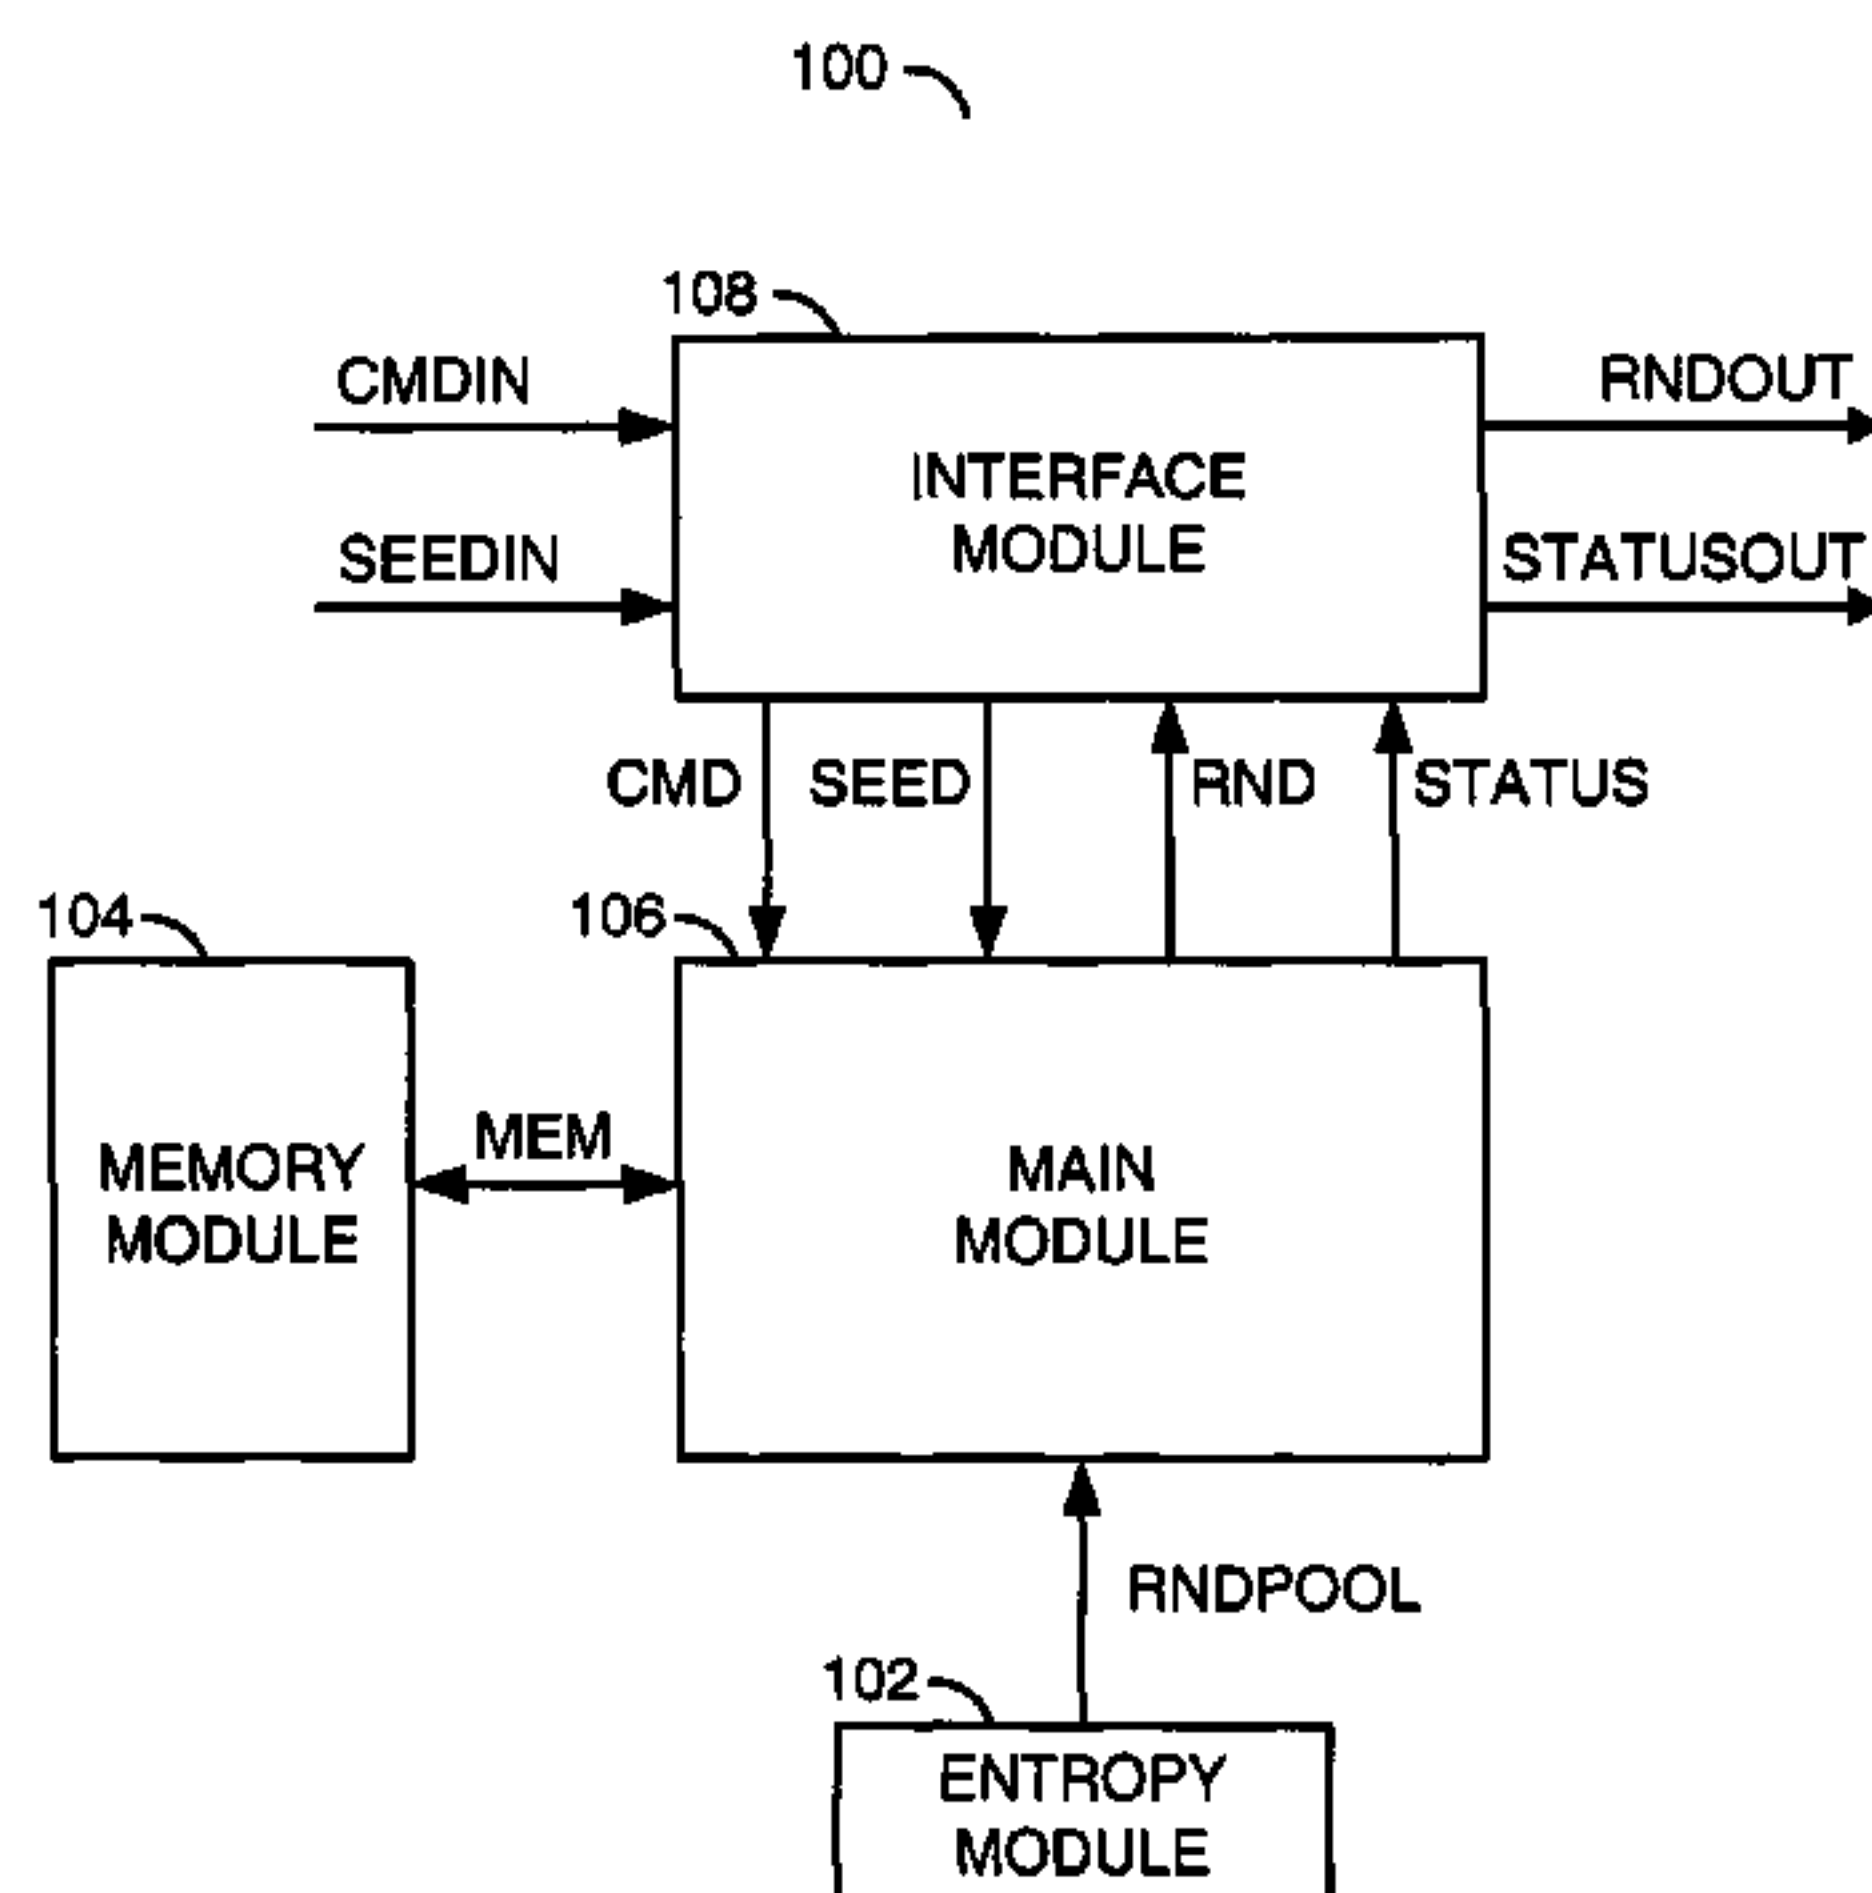 100
108
CMDIN
RNDOUT
INTERFACE
MODULE
SEEDIN
STATUSOUT
CMD
SEED
RND
STATUS
104
106
MEM
MEMORY
MODULE
MAIN
MODULE
RNDPOOL
102
ENTROPY
MODULE